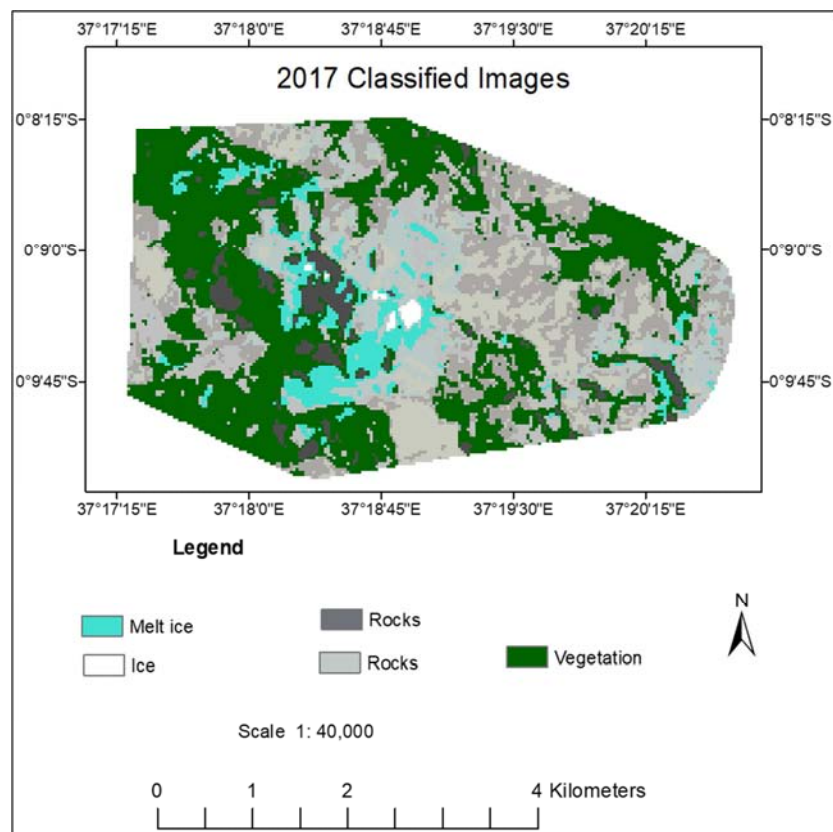 37°17'15"E 37°18'0"E 37°18'45"E 37°19'30"E 37°20'15"E
2017 Classified Images
0°8'15"S 0°8'15"S
0°9'0"S 0°9'0"S
0°9'45"S 0°9'45"S
37°17'15"E 37°18'0"E 37°18'45"E 37°19'30"E 37°20'15"E
Legend
Melt ice Rocks
Ice Rocks Vegetation
N
Scale 1: 40,000
0 1 2 4 Kilometers